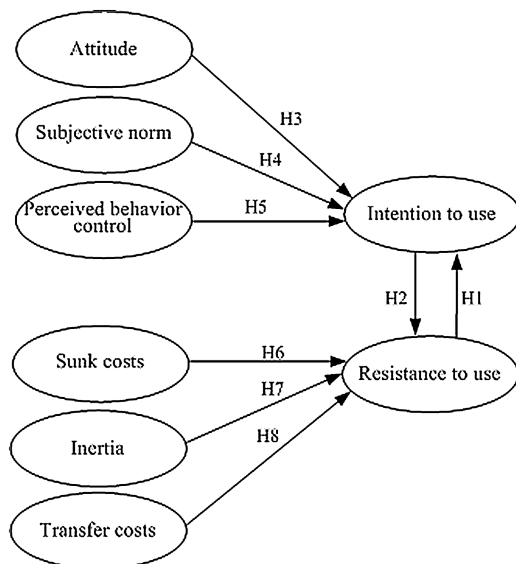 Attitude
H3
Subjective norm
H4
Perceived behavior
control
H5
Intention to use
H2
H1
Sunk costs
H6
Resistance to use
H7
Inertia
H8
Transfer costs